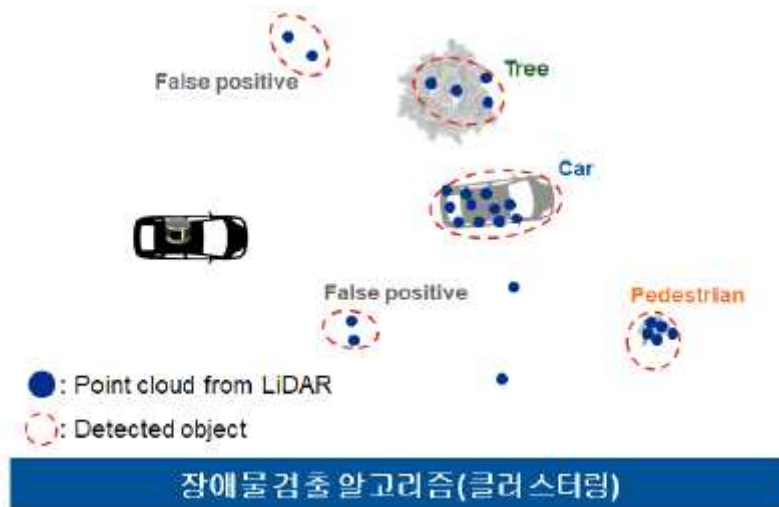 False positive
Tree
Car
False positive
Pedestrian
: Point cloud from LiDAR
: Detected object
장애물검출 알고리즘(클러스터링)